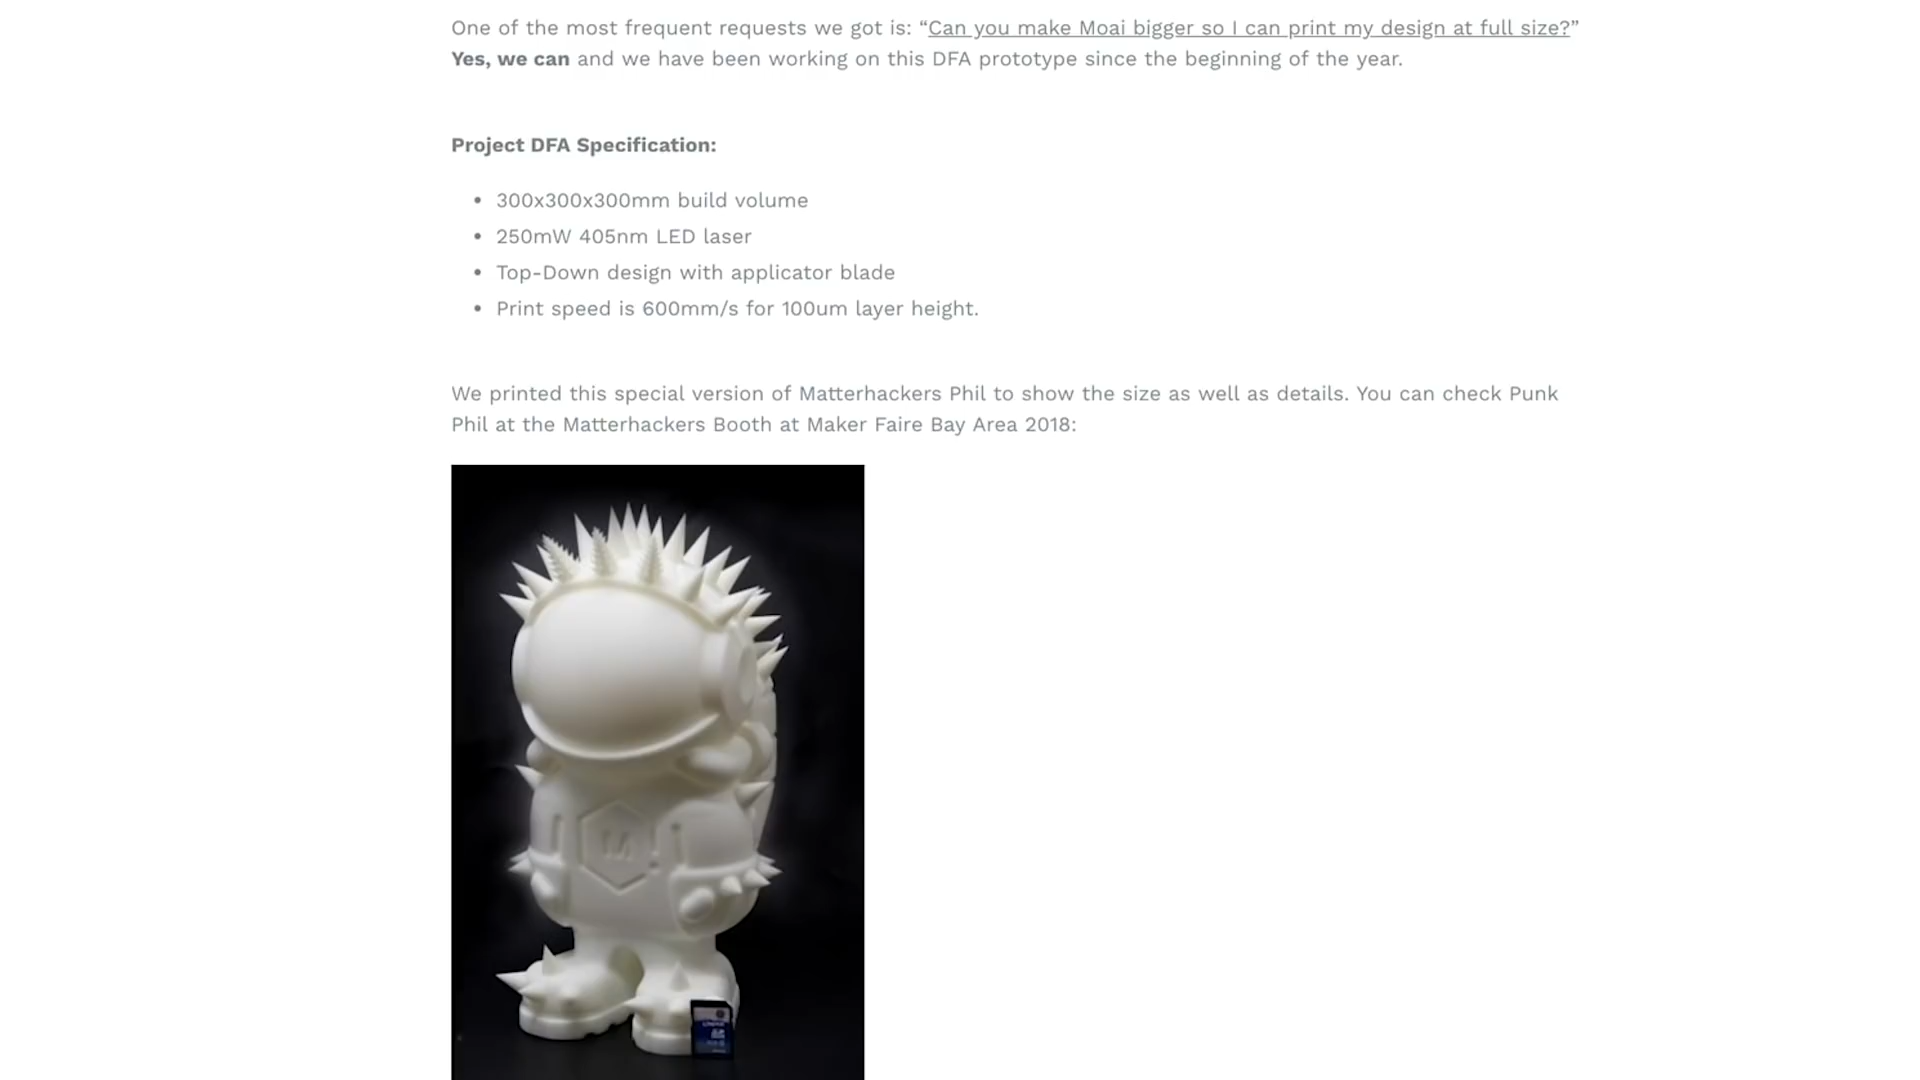 One of the most frequent requests we got is: “Can you make Moai bigger so I can print my design at full size?”
Yes, we can and we have been working on this DFA prototype since the beginning of the year.
Project DFA Specification:
• 300x300x300mm build volume
• 250mW 405nm LED laser
• Top-Down design with applicator blade
• Print speed is 600mm/s for 100um layer height.
We printed this special version of Matterhackers Phil to show the size as well as details. You can check Punk
Phil at the Matterhackers Booth at Maker Faire Bay Area 2018:
M